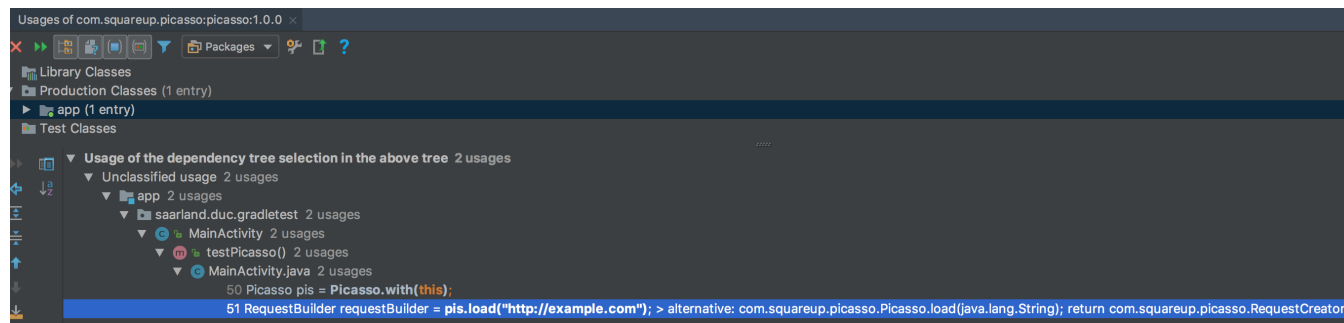 Usages of com.squareup.picasso:picasso:1.0.0
Packages
Library Classes
Production Classes (1 entry)
app (1 entry)
Test Classes
Usage of the dependency tree selection in the above tree 2 usages
Unclassified usage 2 usages
app 2 usages
saarland.duc.gradletest 2 usages
MainActivity 2 usages
testPicasso() 2 usages
MainActivity.java 2 usages
50 Picasso pis = Picasso.with(this);
51 RequestBuilder requestBuilder = pis.load("http://example.com"); > alternative: com.squareup.picasso.Picasso.load(java.lang.String); return com.squareup.picasso.RequestCreator